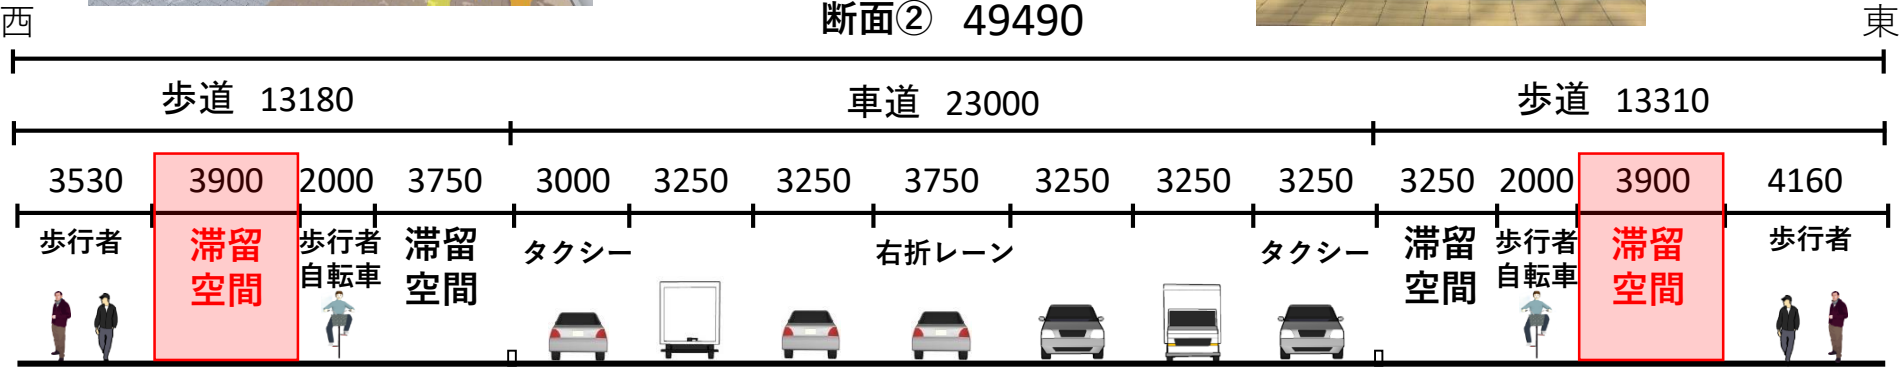 西
断面② 49490
東
歩道 13180
車道 23000
歩道 13310
3530
3900
2000
3750
3000
3250
3250
3750
3250
3250
3250
3250
2000
3900
4160
歩行者
滞留
空間
歩行者
自転車
滞留
空間
タクシー
右折レーン
タクシー
滞留
空間
歩行者
自転車
滞留
空間
歩行者